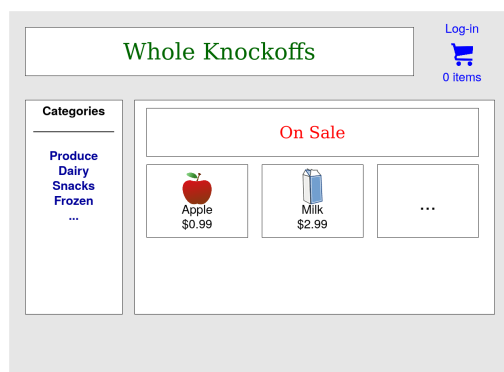 Whole Knockoffs
Log-in
0 items
Categories
Produce
Dairy
Snacks
Frozen
...
On Sale
Apple
$0.99
Milk
$2.99
...